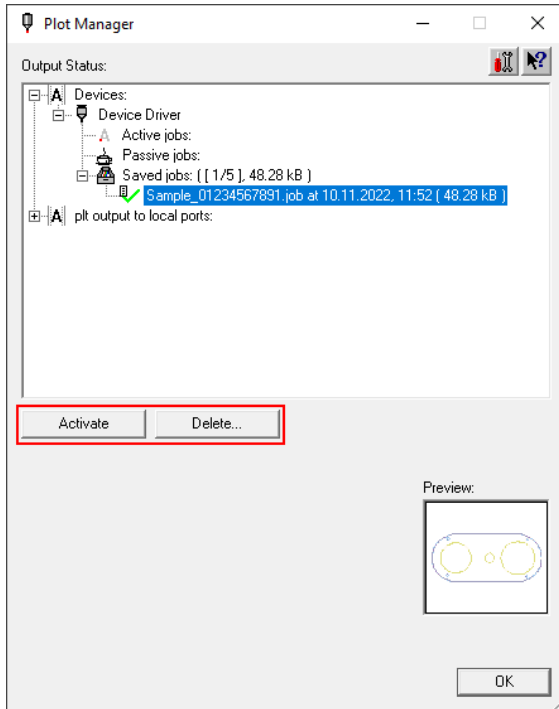 Plot Manager
Output Status:
A Devices:
Device Driver
A Active jobs:
Passive jobs:
Saved jobs: ( [ 1/5 ], 48.28 kB )
Sample_01234567891.job at 10.11.2022, 11:52 ( 48.28 kB )
A plt output to local ports:
Activate Delete...
Preview:
OK